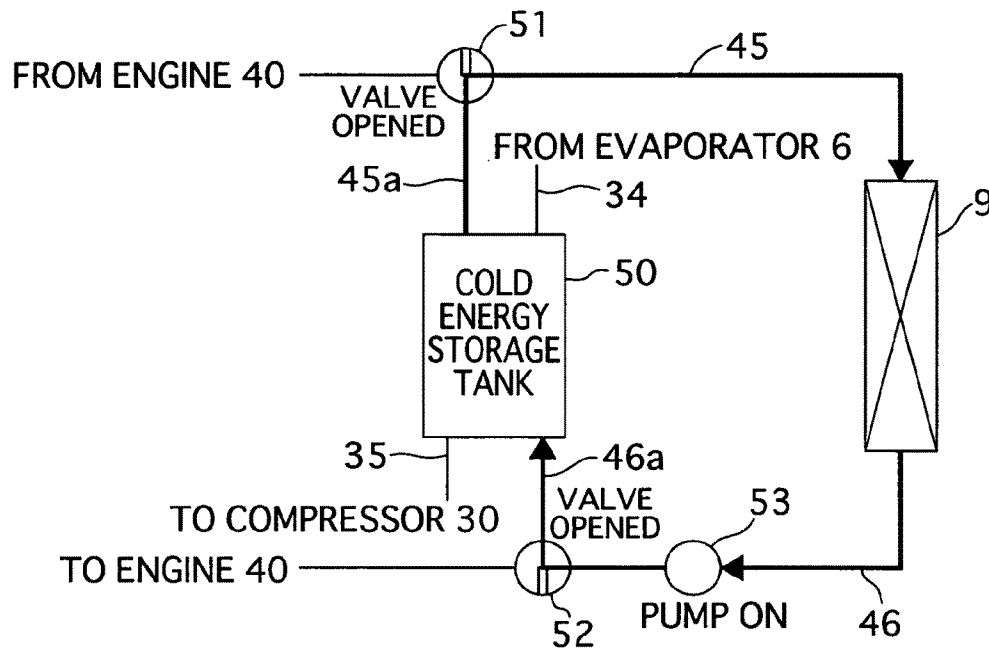 51
45
FROM ENGINE 40
VALVE
OPENED
FROM EVAPORATOR 6
45a
34
9
50
COLD
ENERGY
STORAGE
TANK
35
46a
VALVE
OPENED
53
TO COMPRESSOR 30
TO ENGINE 40
52
PUMP ON
46